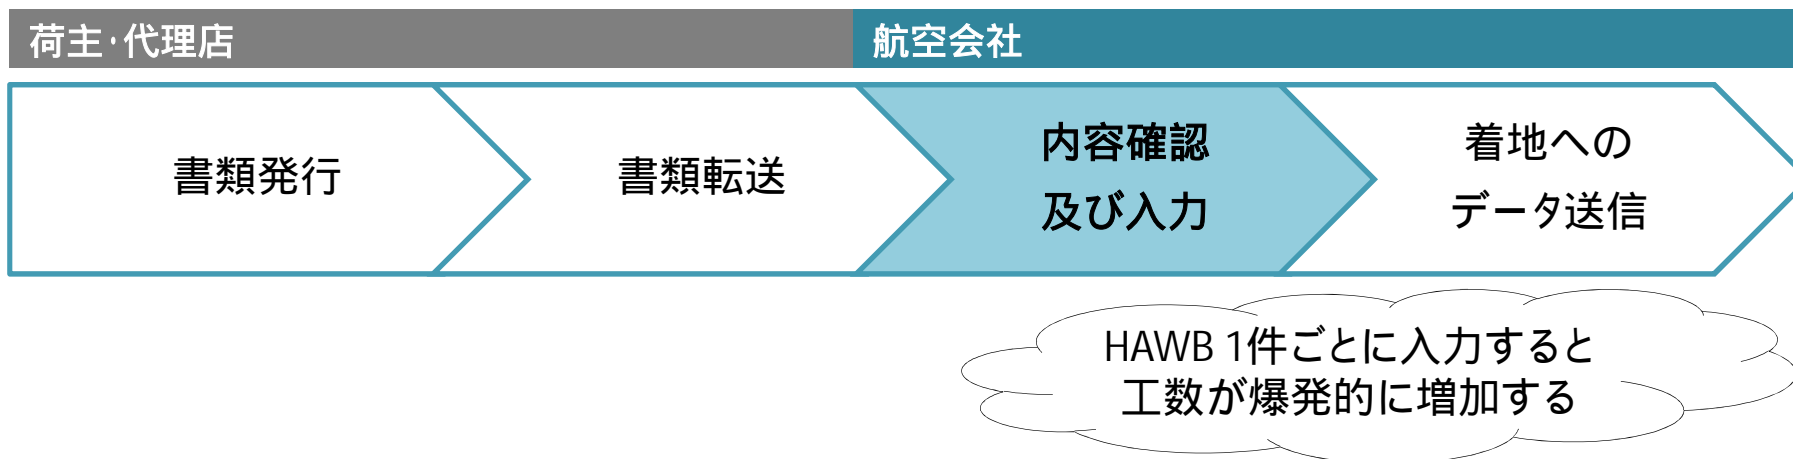 荷主・代理店
航空会社
書類発行
書類転送
内容確認
及び入力
着地への
データ送信
HAWB 1件ごとに入力すると
工数が爆発的に増加する